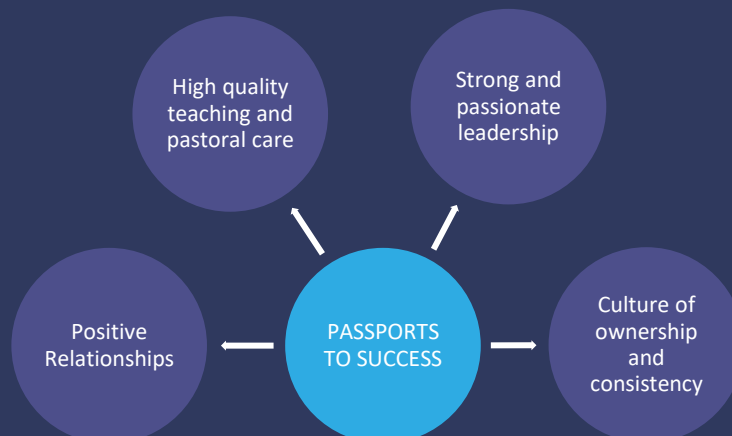 High quality
teaching and
pastoral care
Strong and
passionate
leadership
Positive
Relationships
PASSPORTS
TO SUCCESS
Culture of
ownership
and
consistency